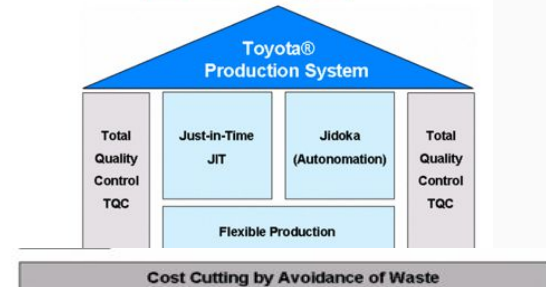 Toyota®
Production System
Total
Quality
Control
TQC
Just-in-Time
JIT
Jidoka
(Autonomation)
Total
Quality
Control
TQC
Flexible Production
Cost Cutting by Avoidance of Waste